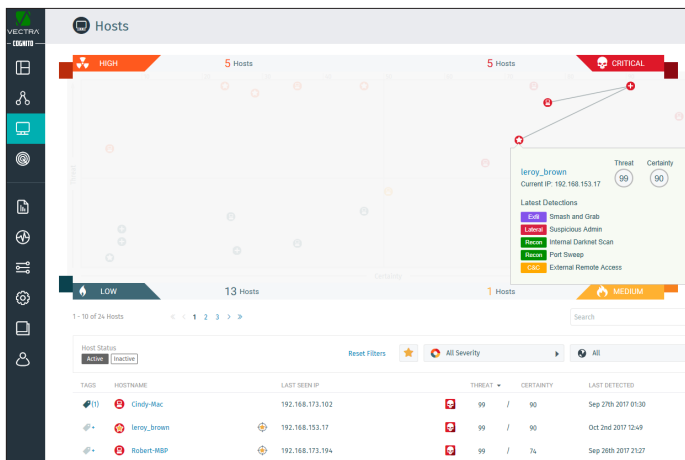 VECTRA
COGNITO
Hosts
HIGH
5 Hosts
5 Hosts
CRITICAL
leroy_brown
Current IP: 192.168.153.17
Threat
99
Certainty
90
Latest Detections
Exfil Smash and Grab
Lateral Suspicious Admin
Recon Internal Darknet Scan
Recon Port Sweep
C&C External Remote Access
Threat
Certainty
LOW
13 Hosts
1 Hosts
MEDIUM
1 - 10 of 24 Hosts
« < 1 2 3 > »
Search
Host Status
Active Inactive
Reset Filters
All Severity
All
TAGS HOSTNAME LAST SEEN IP THREAT CERTAINTY LAST DETECTED
(1) Cindy-Mac 192.168.173.102 99 / 90 Sep 27th 2017 01:30
+ leroy_brown 192.168.153.17 99 / 90 Oct 2nd 2017 12:49
+ Robert-MBP 192.168.173.194 99 / 74 Sep 26th 2017 21:27